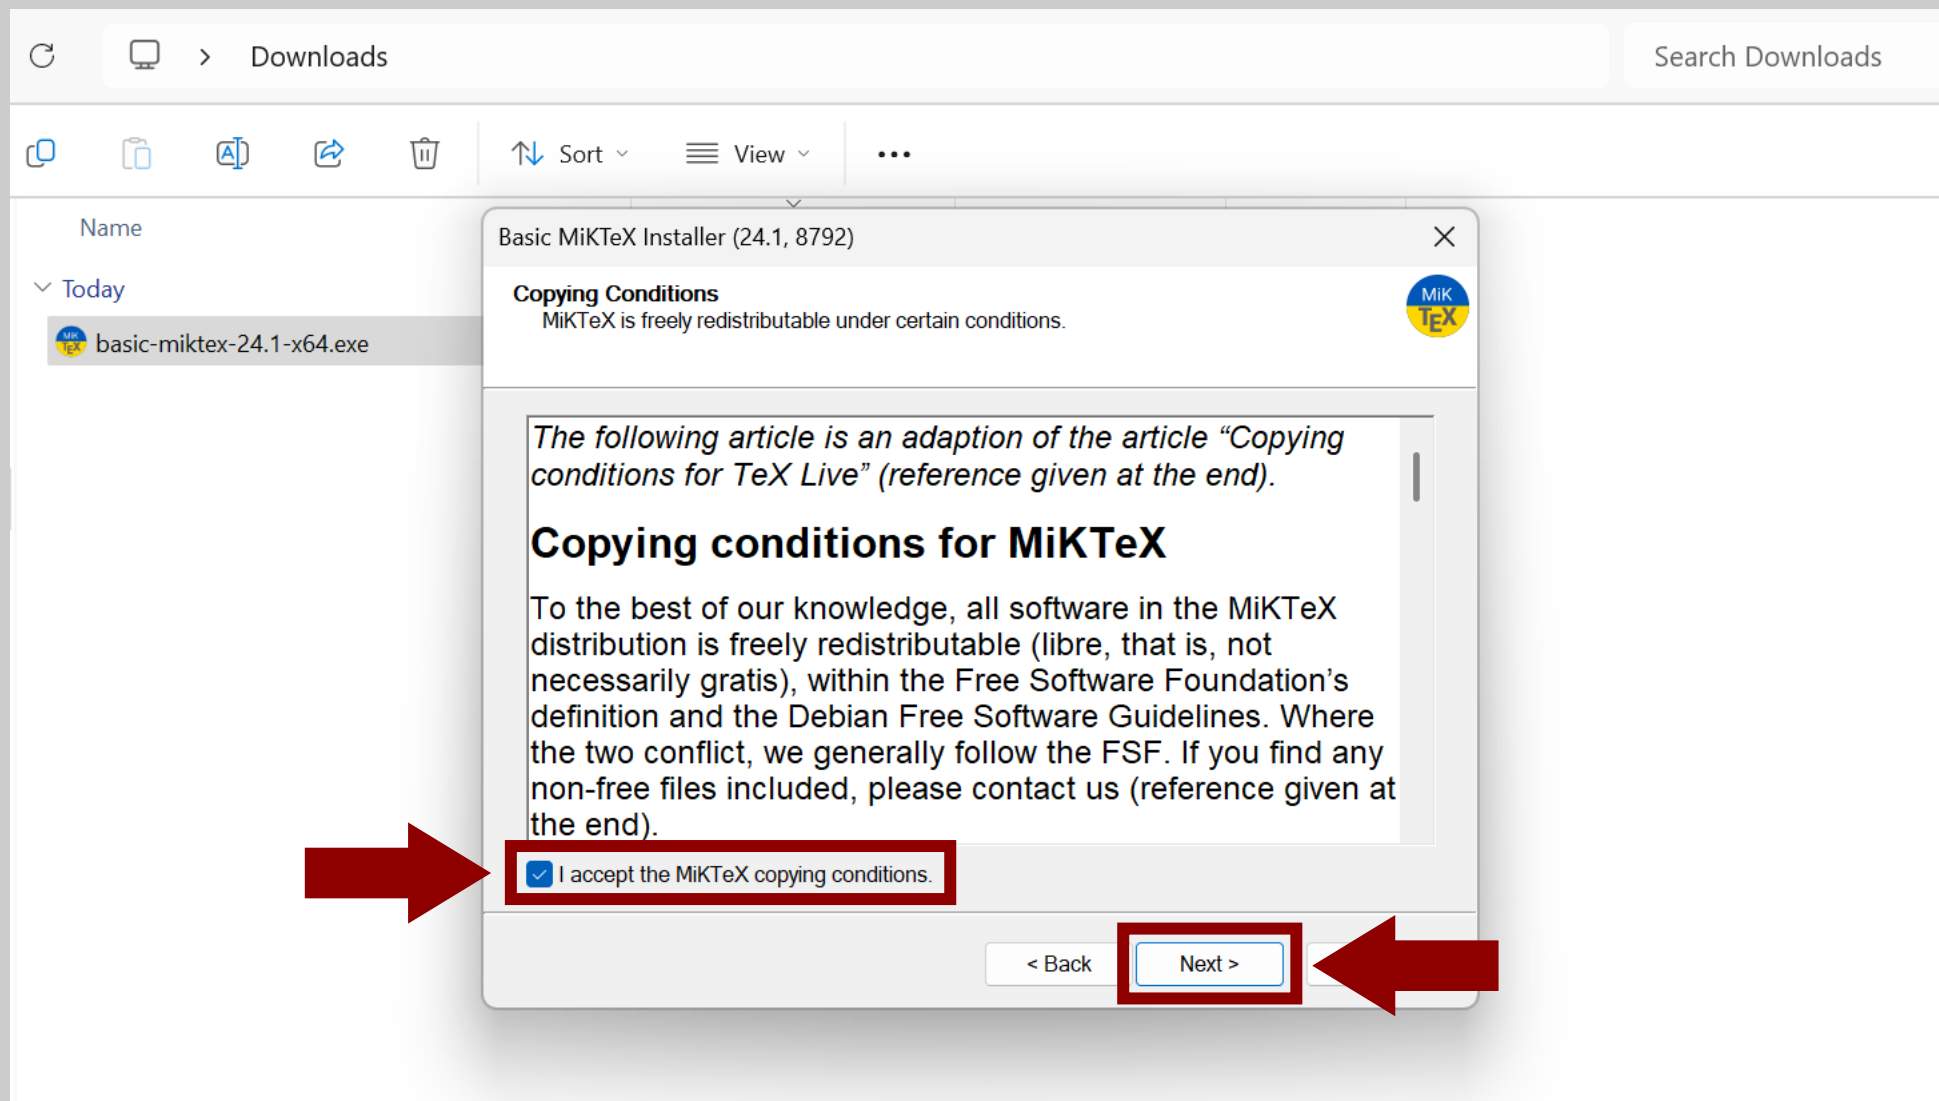 Downloads
Search Downloads
Sort
View
Name
Today
basic-miktex-24.1-x64.exe
Basic MiKTeX Installer (24.1, 8792)
Copying Conditions
MiKTeX is freely redistributable under certain conditions.
MiK
TEX
The following article is an adaption of the article “Copying
conditions for TeX Live” (reference given at the end).
Copying conditions for MiKTeX
To the best of our knowledge, all software in the MiKTeX
distribution is freely redistributable (libre, that is, not
necessarily gratis), within the Free Software Foundation’s
definition and the Debian Free Software Guidelines. Where
the two conflict, we generally follow the FSF. If you find any
non-free files included, please contact us (reference given at
the end).
I accept the MiKTeX copying conditions.
< Back
Next >